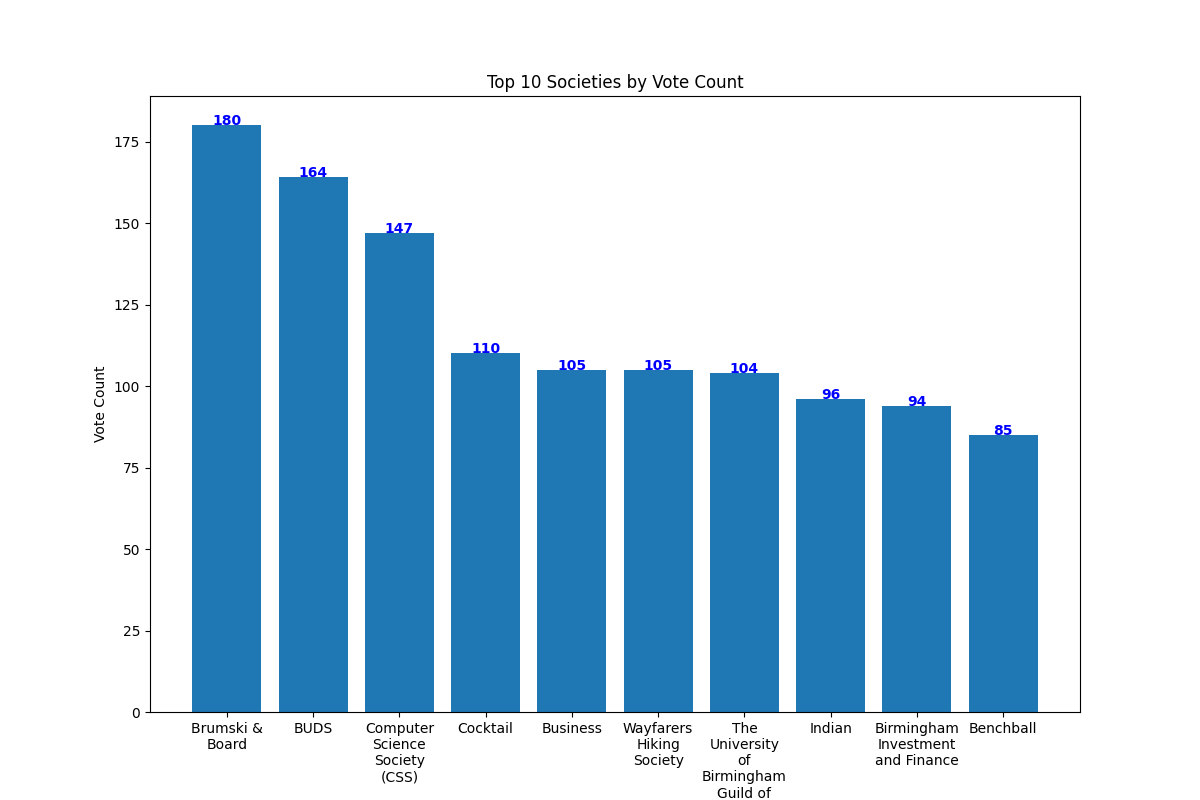 Top 10 Societies by Vote Count
Vote Count
175
150
125
100
75
50
25
0
180
164
147
110
105
105
104
96
94
85
Brumski &
Board
BUDS
Computer
Science
Society
(CSS)
Cocktail
Business
Wayfarers
Hiking
Society
The
University
of
Birmingham
Guild of
Indian
Birmingham
Investment
and Finance
Benchball